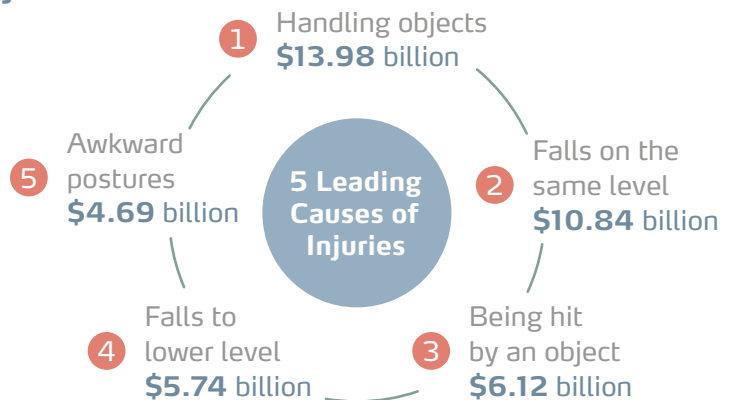 1
Handling objects
$13.98 billion
2
Falls on the
same level
$10.84 billion
3
Being hit
by an object
$6.12 billion
4
Falls to
lower level
$5.74 billion
5
Awkward
postures
$4.69 billion
5 Leading
Causes of
Injuries